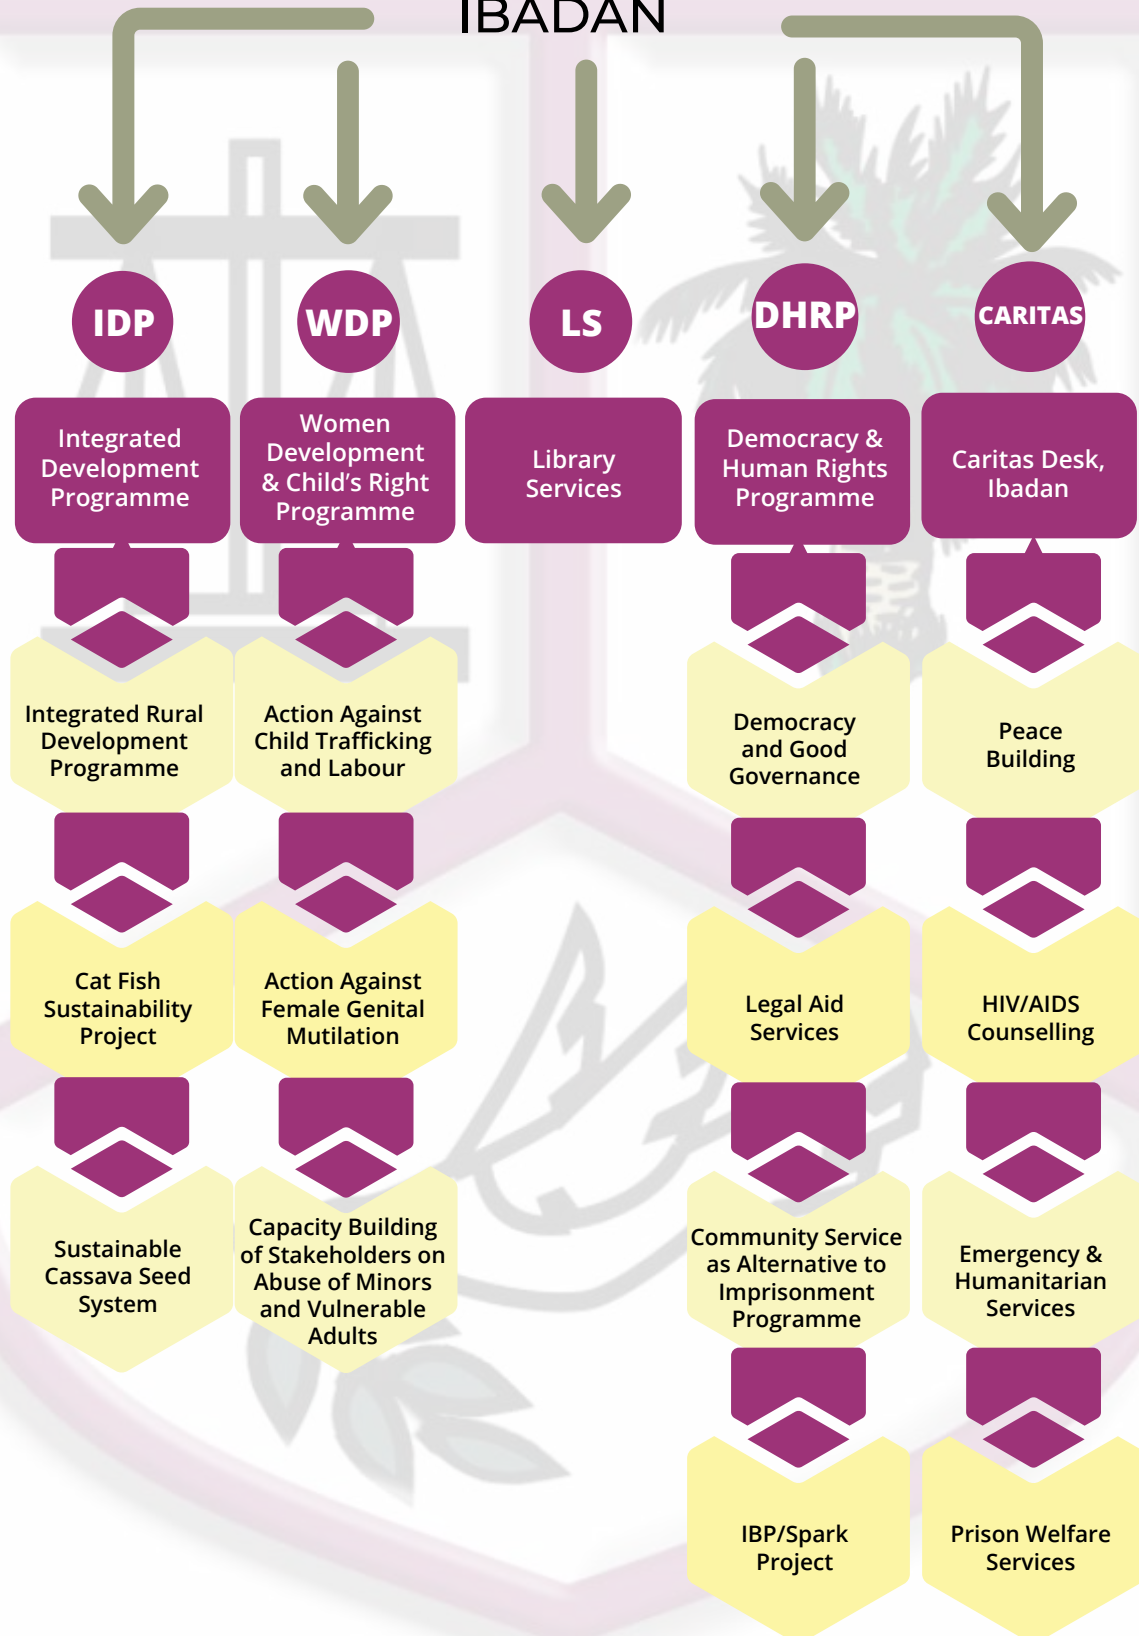 IBADAN
IDP
WDP
LS
DHRP
CARITAS
Integrated
Development
Programme
Women
Development
& Child’s Right
Programme
Library
Services
Democracy &
Human Rights
Programme
Caritas Desk,
Ibadan
Integrated Rural
Development
Programme
Action Against
Child Trafficking
and Labour
Democracy
and Good
Governance
Peace
Building
Cat Fish
Sustainability
Project
Action Against
Female Genital
Mutilation
Legal Aid
Services
HIV/AIDS
Counselling
Sustainable
Cassava Seed
System
Capacity Building
of Stakeholders on
Abuse of Minors
and Vulnerable
Adults
Community Service
as Alternative to
Imprisonment
Programme
Emergency &
Humanitarian
Services
IBP/Spark
Project
Prison Welfare
Services